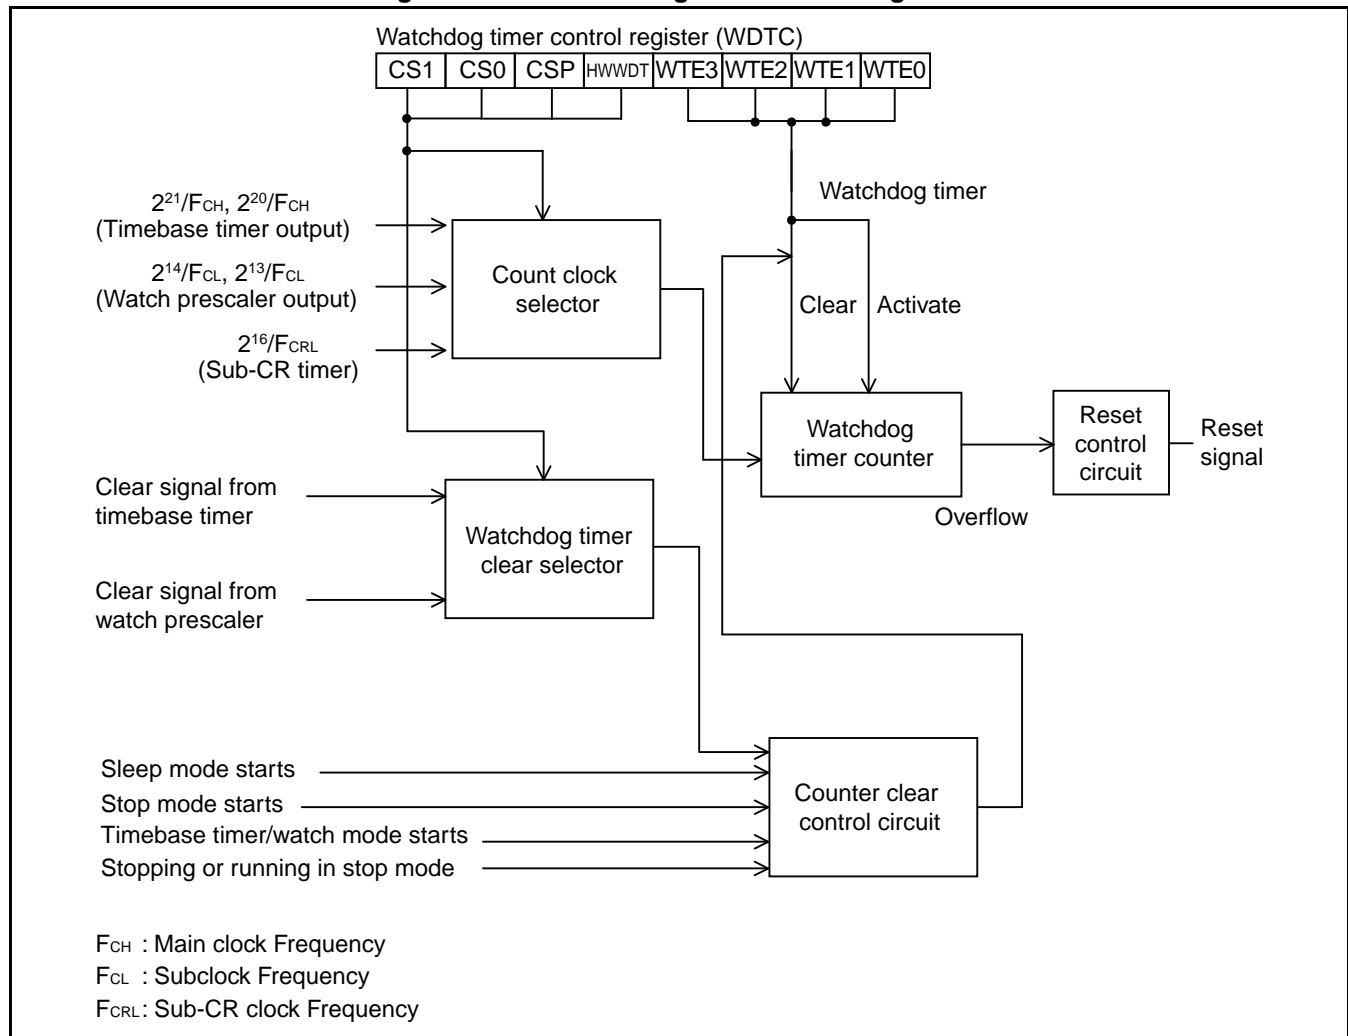 Watchdog timer control register (WDTC)
CS1 CS0 CSP HWWDT WTE3 WTE2 WTE1 WTE0
2²¹/FCH, 2²⁰/FCH
(Timebase timer output)
2¹⁴/FCL, 2¹³/FCL
(Watch prescaler output)
2¹⁶/FCRL
(Sub-CR timer)
Count clock
selector
Watchdog timer
Clear Activate
Watchdog
timer counter
Reset
control
circuit
Reset
signal
Overflow
Clear signal from
timebase timer
Clear signal from
watch prescaler
Watchdog timer
clear selector
Sleep mode starts
Stop mode starts
Timebase timer/watch mode starts
Stopping or running in stop mode
Counter clear
control circuit
FCH : Main clock Frequency
FCL : Subclock Frequency
FCRL : Sub-CR clock Frequency